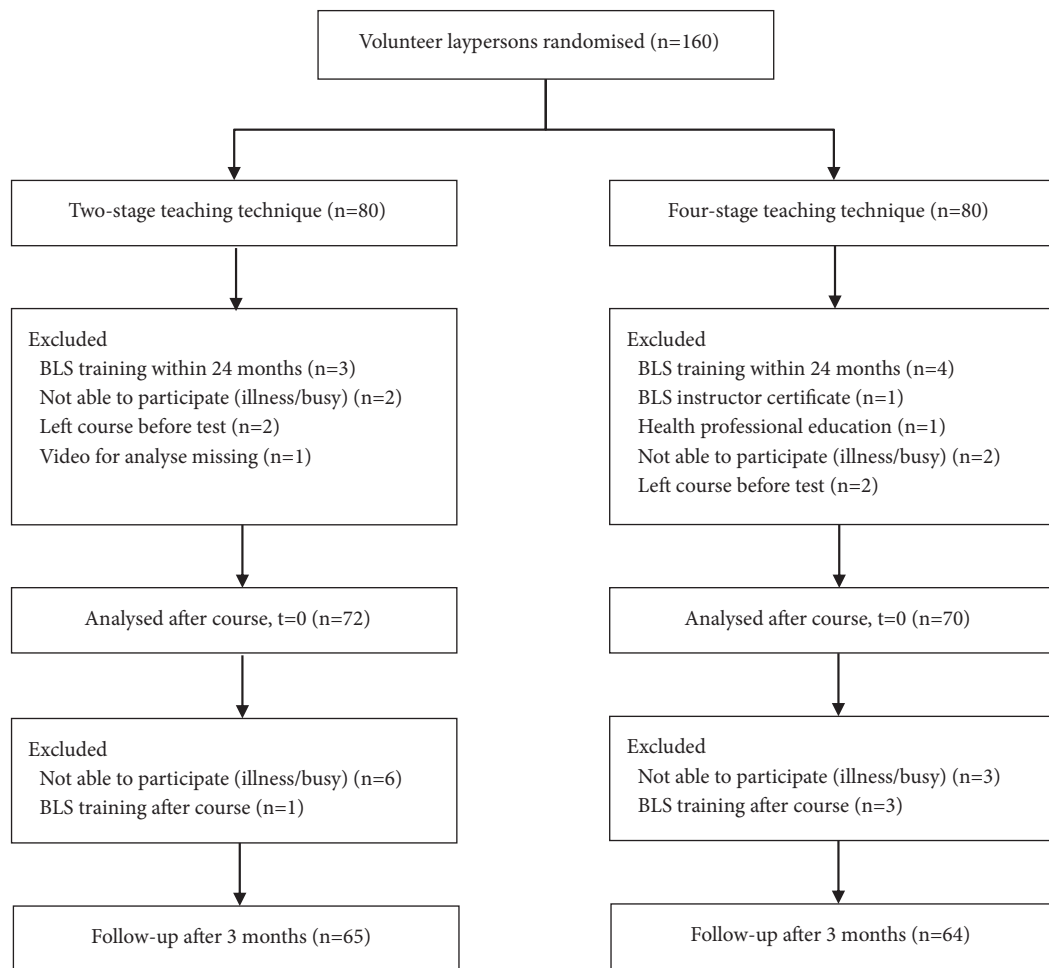 Volunteer laypersons randomised (n=160)
Two-stage teaching technique (n=80)
Four-stage teaching technique (n=80)
Excluded
BLS training within 24 months (n=3)
Not able to participate (illness/busy) (n=2)
Left course before test (n=2)
Video for analyse missing (n=1)
Excluded
BLS training within 24 months (n=4)
BLS instructor certificate (n=1)
Health professional education (n=1)
Not able to participate (illness/busy) (n=2)
Left course before test (n=2)
Analysed after course, t=0 (n=72)
Analysed after course, t=0 (n=70)
Excluded
Not able to participate (illness/busy) (n=6)
BLS training after course (n=1)
Excluded
Not able to participate (illness/busy) (n=3)
BLS training after course (n=3)
Follow-up after 3 months (n=65)
Follow-up after 3 months (n=64)